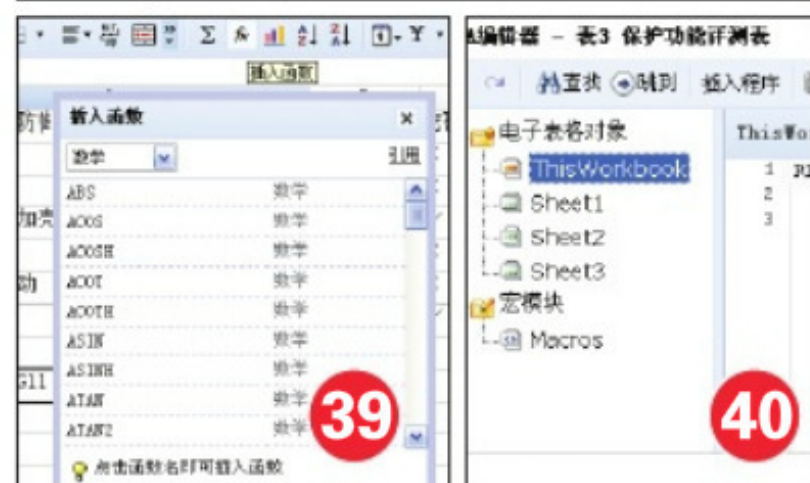 插入函数
防
插入函数
数学
引用
ABS 数学
加壳
ACOS 数学
ACOSH 数学
动
ACOT 数学
ACOTH 数学
ASIN 数学
ASINH 数学
G11
ATAN 数学
ATAN2 数学
点击函数名即可插入函数
39
编辑器 - 表3 保护功能评测表
查找 跳到 插入程序
电子表格对象
ThisWorkbook
Sheet1
Sheet2
Sheet3
宏模块
Macros
ThisWo
1
2
3
40